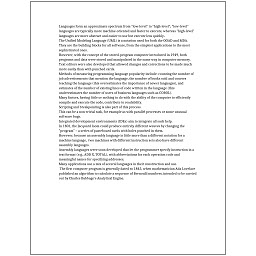 Languages form an approximate spectrum from "low-level" to "high-level"; "low-level"
languages are typically more machine-oriented and faster to execute, whereas "high-level"
languages are more abstract and easier to use but execute less quickly.
The Unified Modeling Language (UML) is a notation used for both the OOAD and MDA.
They are the building blocks for all software, from the simplest applications to the most
sophisticated ones.
However, with the concept of the stored-program computer introduced in 1949, both
programs and data were stored and manipulated in the same way in computer memory.
Text editors were also developed that allowed changes and corrections to be made much
more easily than with punched cards.
Methods of measuring programming language popularity include: counting the number of
job advertisements that mention the language, the number of books sold and courses
teaching the language (this overestimates the importance of newer languages), and
estimates of the number of existing lines of code written in the language (this
underestimates the number of users of business languages such as COBOL).
Many factors, having little or nothing to do with the ability of the computer to efficiently
compile and execute the code, contribute to readability.
Scripting and breakpointing is also part of this process.
This can be a non-trivial task, for example as with parallel processes or some unusual
software bugs.
Integrated development environments (IDEs) aim to integrate all such help.
In 1801, the Jacquard loom could produce entirely different weaves by changing the
"program" – a series of pasteboard cards with holes punched in them.
However, because an assembly language is little more than a different notation for a
machine language, two machines with different instruction sets also have different
assembly languages.
Assembly languages were soon developed that let the programmer specify instruction in a
text format (e.g., ADD X, TOTAL), with abbreviations for each operation code and
meaningful names for specifying addresses.
Many applications use a mix of several languages in their construction and use.
The first computer program is generally dated to 1843, when mathematician Ada Lovelace
published an algorithm to calculate a sequence of Bernoulli numbers, intended to be carried
out by Charles Babbage's Analytical Engine.